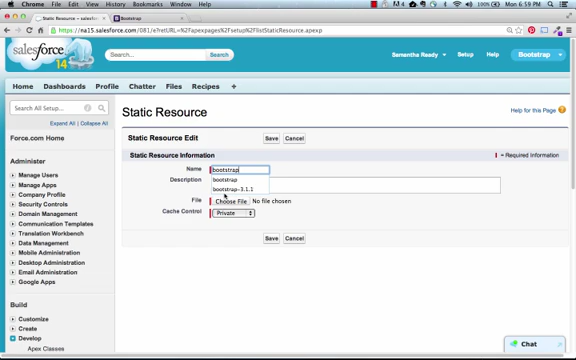 Chrome File Edit View History Bookmarks Window Help
100% Mon 6:59 PM
Static Resource ~ sale
Bootstrap
https://na15.salesforce.com/081/e?retURL=%2Fapexpages%2Fsetup%2FlistStaticResource.apexp
salesforce
14
Search...
Search
Samantha Ready
Setup
Help
Bootstrap
Home Dashboards Profile Chatter Files Recipes +
Search All Setup...
Expand All | Collapse All
Force.com Home
Administer
Manage Users
Manage Apps
Company Profile
Security Controls
Domain Management
Communication Templates
Translation Workbench
Data Management
Mobile Administration
Desktop Administration
Email Administration
Google Apps
Build
Customize
Create
Develop
Apex Classes
Static Resource
Help for this Page
Static Resource Edit
Save Cancel
Static Resource Information
= Required Information
Name bootstrap
bootstrap
bootstrap-3.1.1
Description
File Choose File No file chosen
Cache Control Private
Save Cancel
Chat